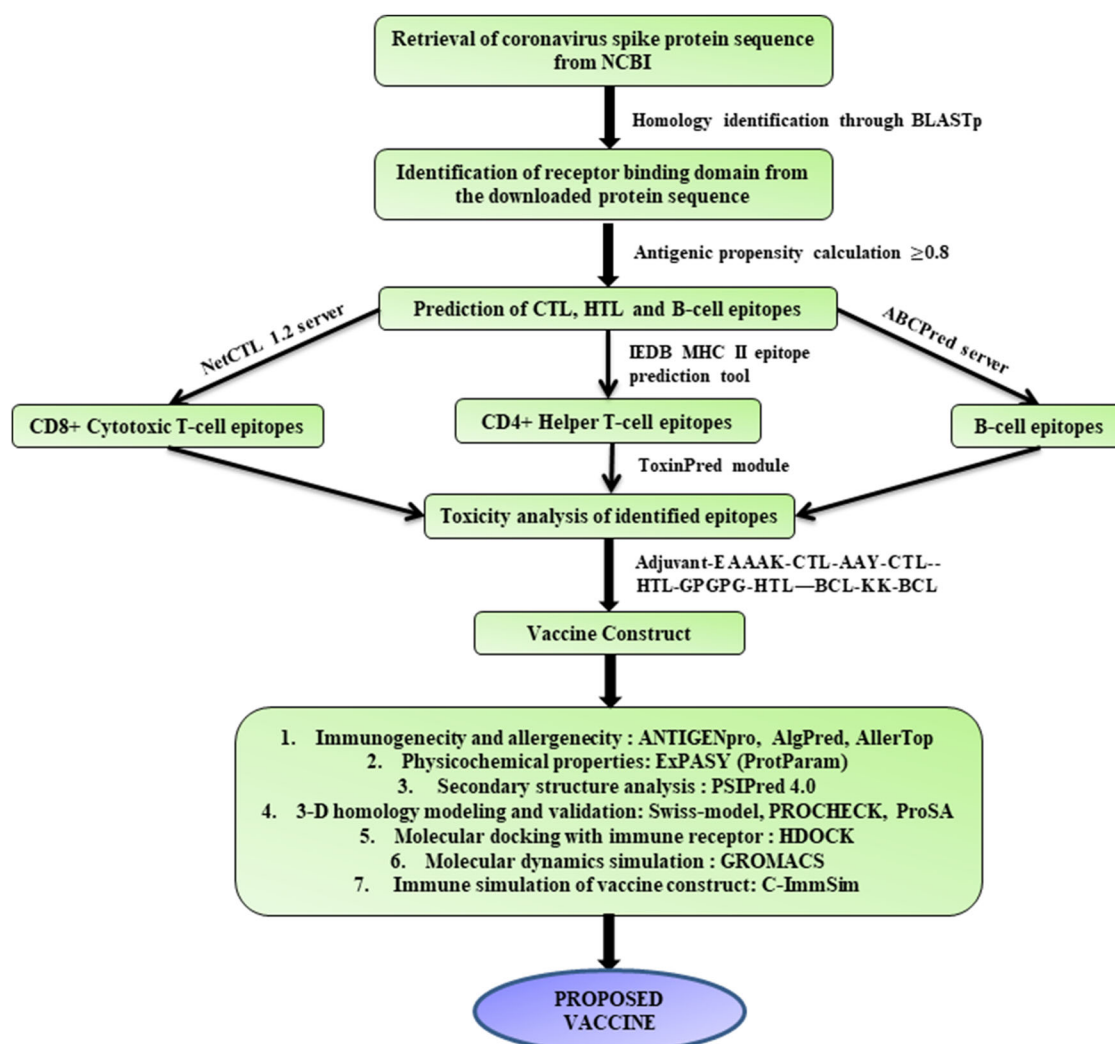 Retrieval of coronavirus spike protein sequence
from NCBI
Homology identification through BLASTp
Identification of receptor binding domain from
the downloaded protein sequence
Antigenic propensity calculation ≥0.8
Prediction of CTL, HTL and B-cell epitopes
NetCTL 1.2 server
IEDB MHC II epitope
prediction tool
ABCPred server
CD8+ Cytotoxic T-cell epitopes
CD4+ Helper T-cell epitopes
B-cell epitopes
ToxinPred module
Toxicity analysis of identified epitopes
Adjuvant-EAAAK-CTL-AAY-CTL--
HTL-GPGPG-HTL—BCL-KK-BCL
Vaccine Construct
1. Immunogenecity and allergenecity : ANTIGENpro, AlgPred, AllerTop
2. Physicochemical properties: ExPASY (ProtParam)
3. Secondary structure analysis : PSIPred 4.0
4. 3-D homology modeling and validation: Swiss-model, PROCHECK, ProSA
5. Molecular docking with immune receptor : HDOCK
6. Molecular dynamics simulation : GROMACS
7. Immune simulation of vaccine construct: C-ImmSim
PROPOSED
VACCINE